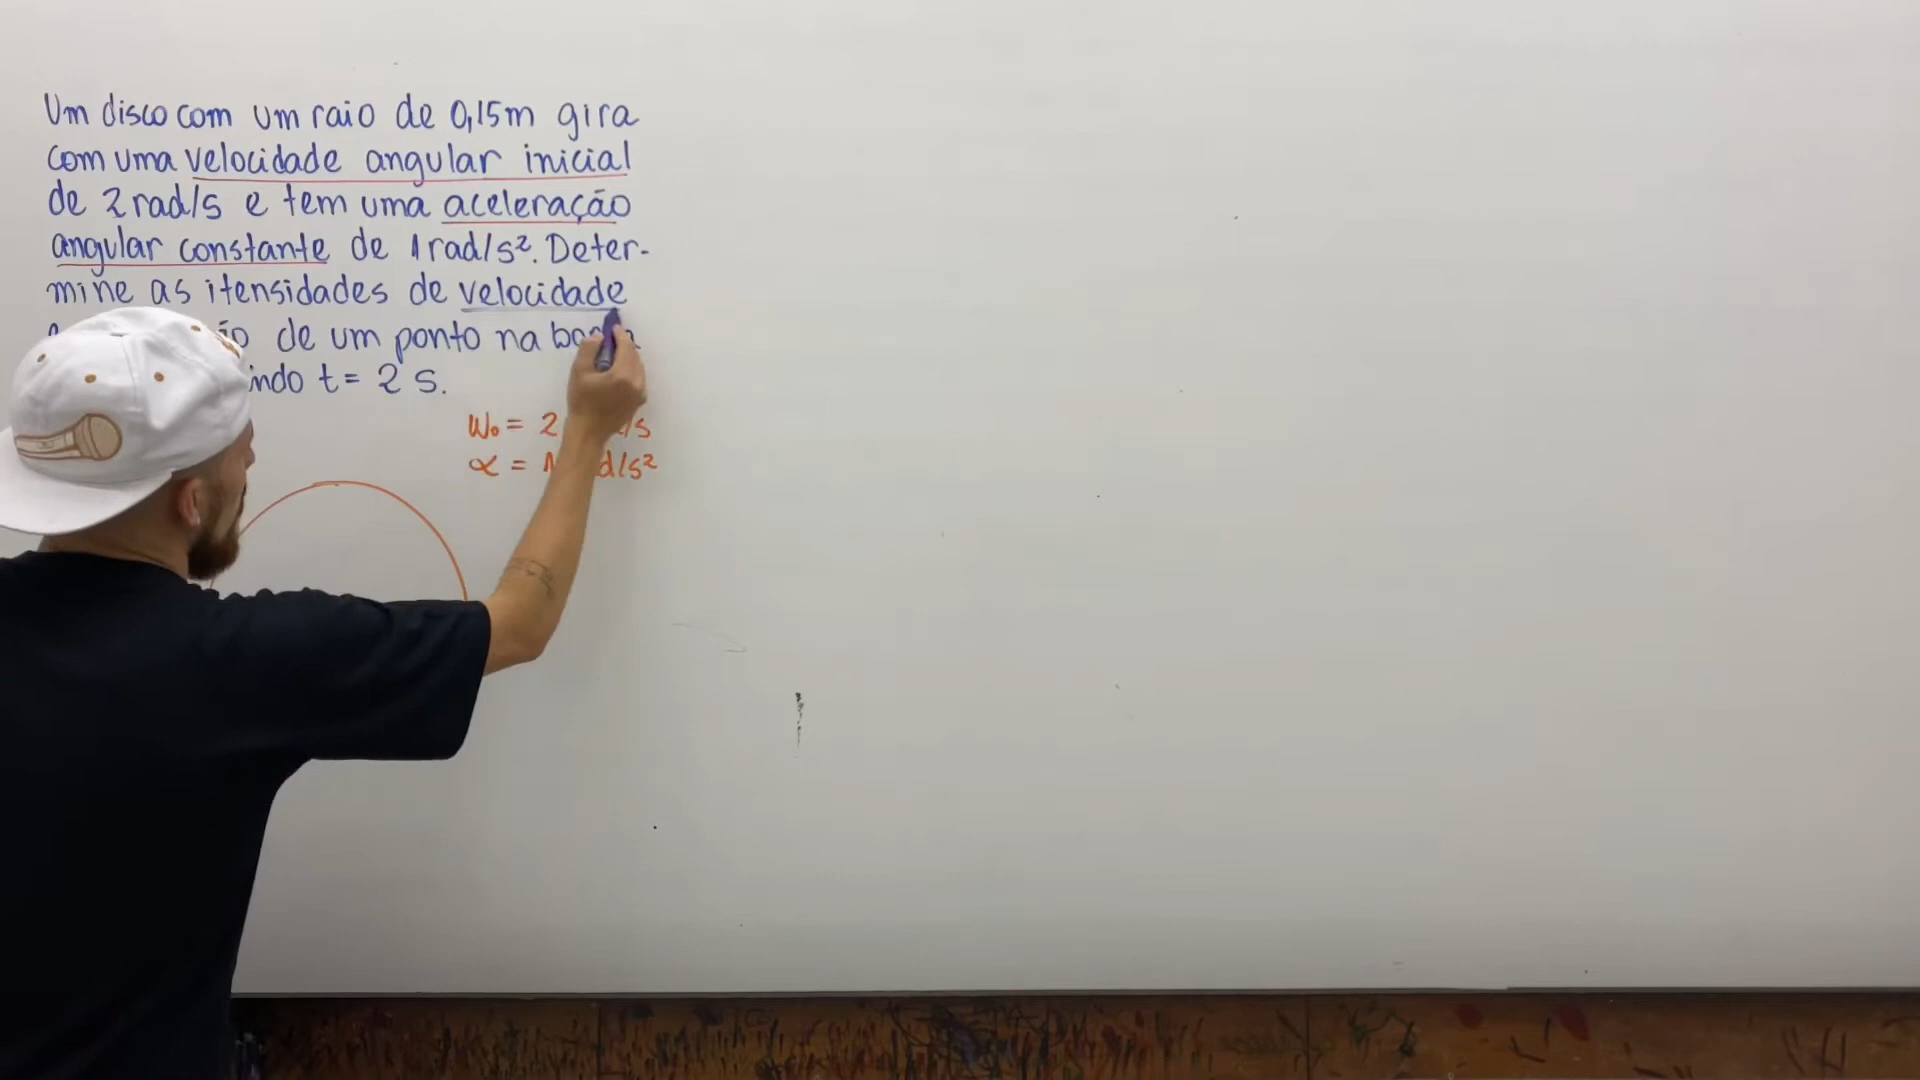 Um disco com um raio de 0,15m gira
com uma velocidade angular inicial
de 2 rad/s e tem uma aceleração
angular constante de 1 rad/s². Deter-
mine as itensidades de velocidade
de um ponto na
t = 2 s.
ω₀ = 2
α = 1